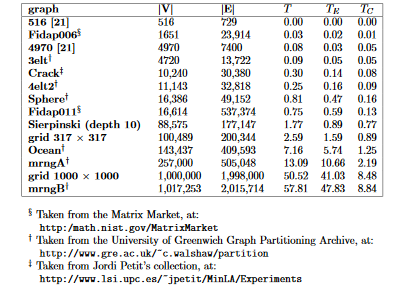 graph |V| |E| T T_E T_C
516 [21] 516 729 0.00 0.00 0.00
Fidap006§ 1651 23,914 0.03 0.02 0.01
4970 [21] 4970 7400 0.08 0.03 0.05
3elt† 4720 13,722 0.09 0.05 0.05
Crack‡ 10,240 30,380 0.30 0.14 0.08
4elt2† 11,143 32,818 0.25 0.16 0.09
Sphere† 16,386 49,152 0.81 0.47 0.16
Fidap011§ 16,614 537,374 0.75 0.59 0.13
Sierpinski (depth 10) 88,575 177,147 1.77 0.89 0.77
grid 317 × 317 100,489 200,344 2.59 1.59 0.89
Ocean† 143,437 409,593 7.16 5.74 1.25
mrngA† 257,000 505,048 13.09 10.66 2.19
grid 1000 × 1000 1,000,000 1,998,000 50.52 41.03 8.48
mrngB† 1,017,253 2,015,714 57.81 47.83 8.84
§ Taken from the Matrix Market, at:
http:/math.nist.gov/MatrixMarket
† Taken from the University of Greenwich Graph Partitioning Archive, at:
http://www.gre.ac.uk/~c.walshaw/partition
‡ Taken from Jordi Petit's collection, at:
http://www.lsi.upc.es/~jpetit/MinLA/Experiments